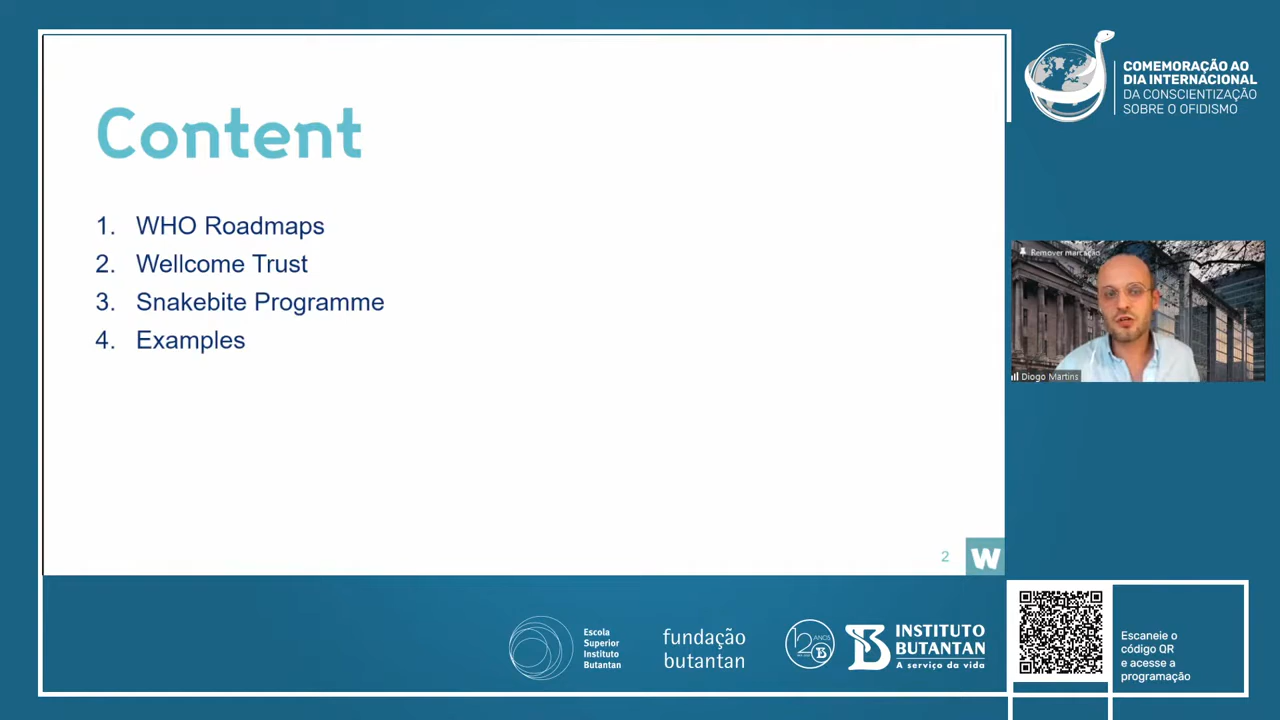 Content
1. WHO Roadmaps
2. Wellcome Trust
3. Snakebite Programme
4. Examples
2
W
COMEMORAÇÃO AO
DIA INTERNACIONAL
DA CONSCIENTIZAÇÃO
SOBRE O OFIDISMO
Remover marcação
Diogo Martins
Escola
Superior
Instituto
Butantan
fundação
butantan
120
ANOS
INSTITUTO
BUTANTAN
A serviço da vida
Escaneie o
código QR
e acesse a
programação